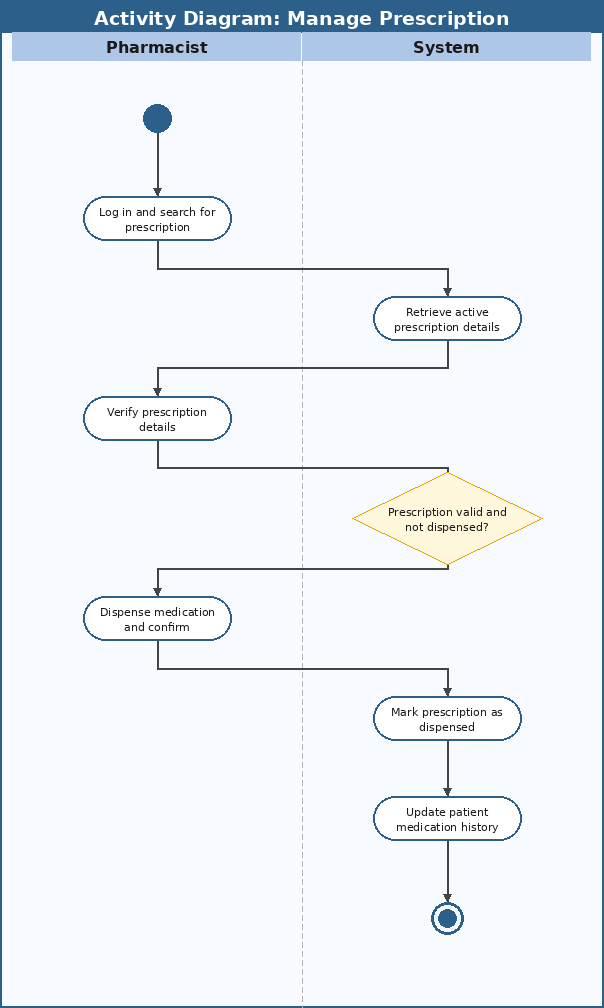 Activity Diagram: Manage Prescription
Pharmacist
System
Log in and search for
prescription
Retrieve active
prescription details
Verify prescription
details
Prescription valid and
not dispensed?
Dispense medication
and confirm
Mark prescription as
dispensed
Update patient
medication history